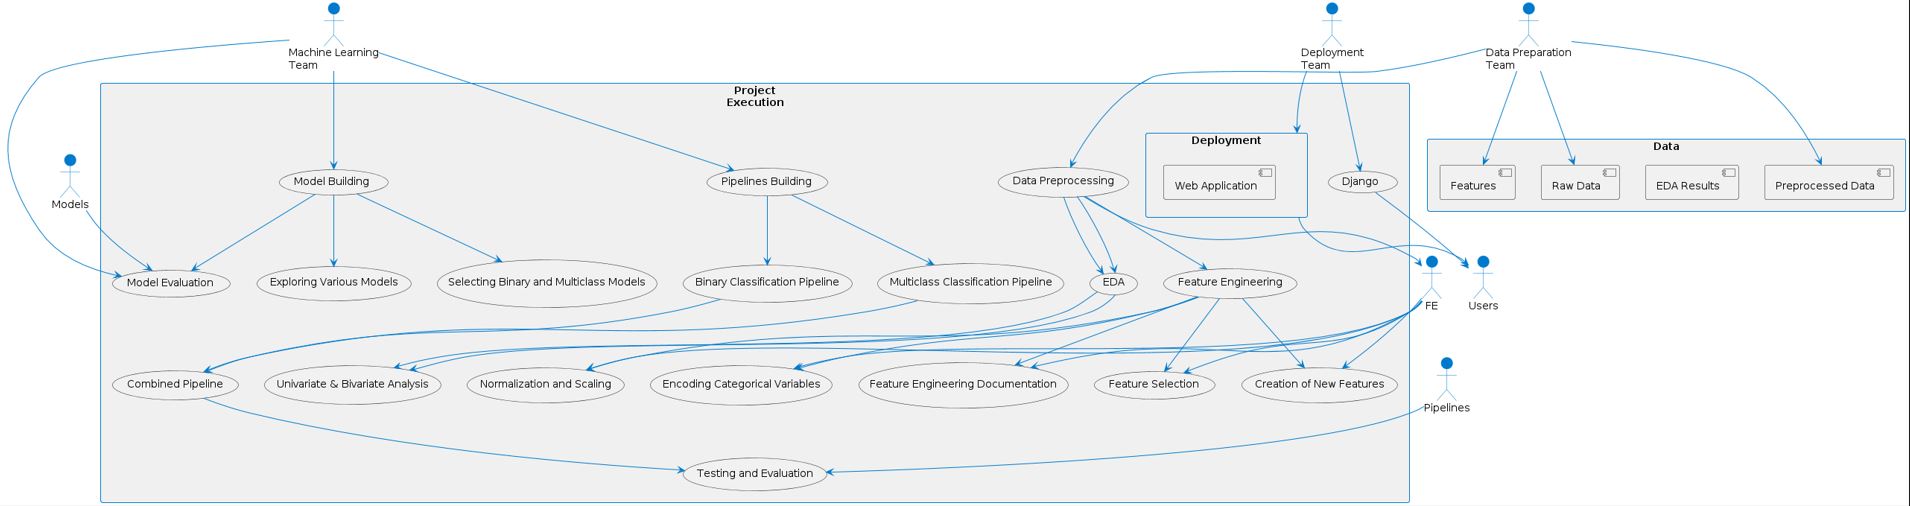 Machine Learning
Team
Deployment
Team
Data Preparation
Team
Project
Execution
Deployment
Data
Models
Model Building
Pipelines Building
Data Preprocessing
Web Application
Django
Features
Raw Data
EDA Results
Preprocessed Data
Model Evaluation
Exploring Various Models
Selecting Binary and Multiclass Models
Binary Classification Pipeline
Multiclass Classification Pipeline
EDA
Feature Engineering
FE
Users
Combined Pipeline
Univariate & Bivariate Analysis
Normalization and Scaling
Encoding Categorical Variables
Feature Engineering Documentation
Feature Selection
Creation of New Features
Pipelines
Testing and Evaluation